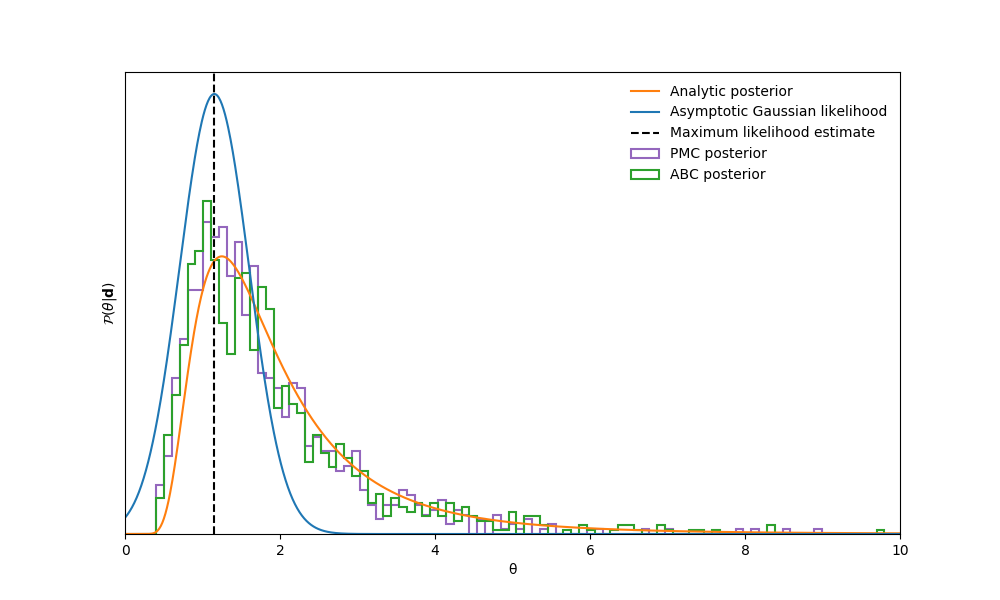 Analytic posterior
Asymptotic Gaussian likelihood
Maximum likelihood estimate
PMC posterior
ABC posterior
𝒫(θ|𝐝)
0 2 4 6 8 10
θ